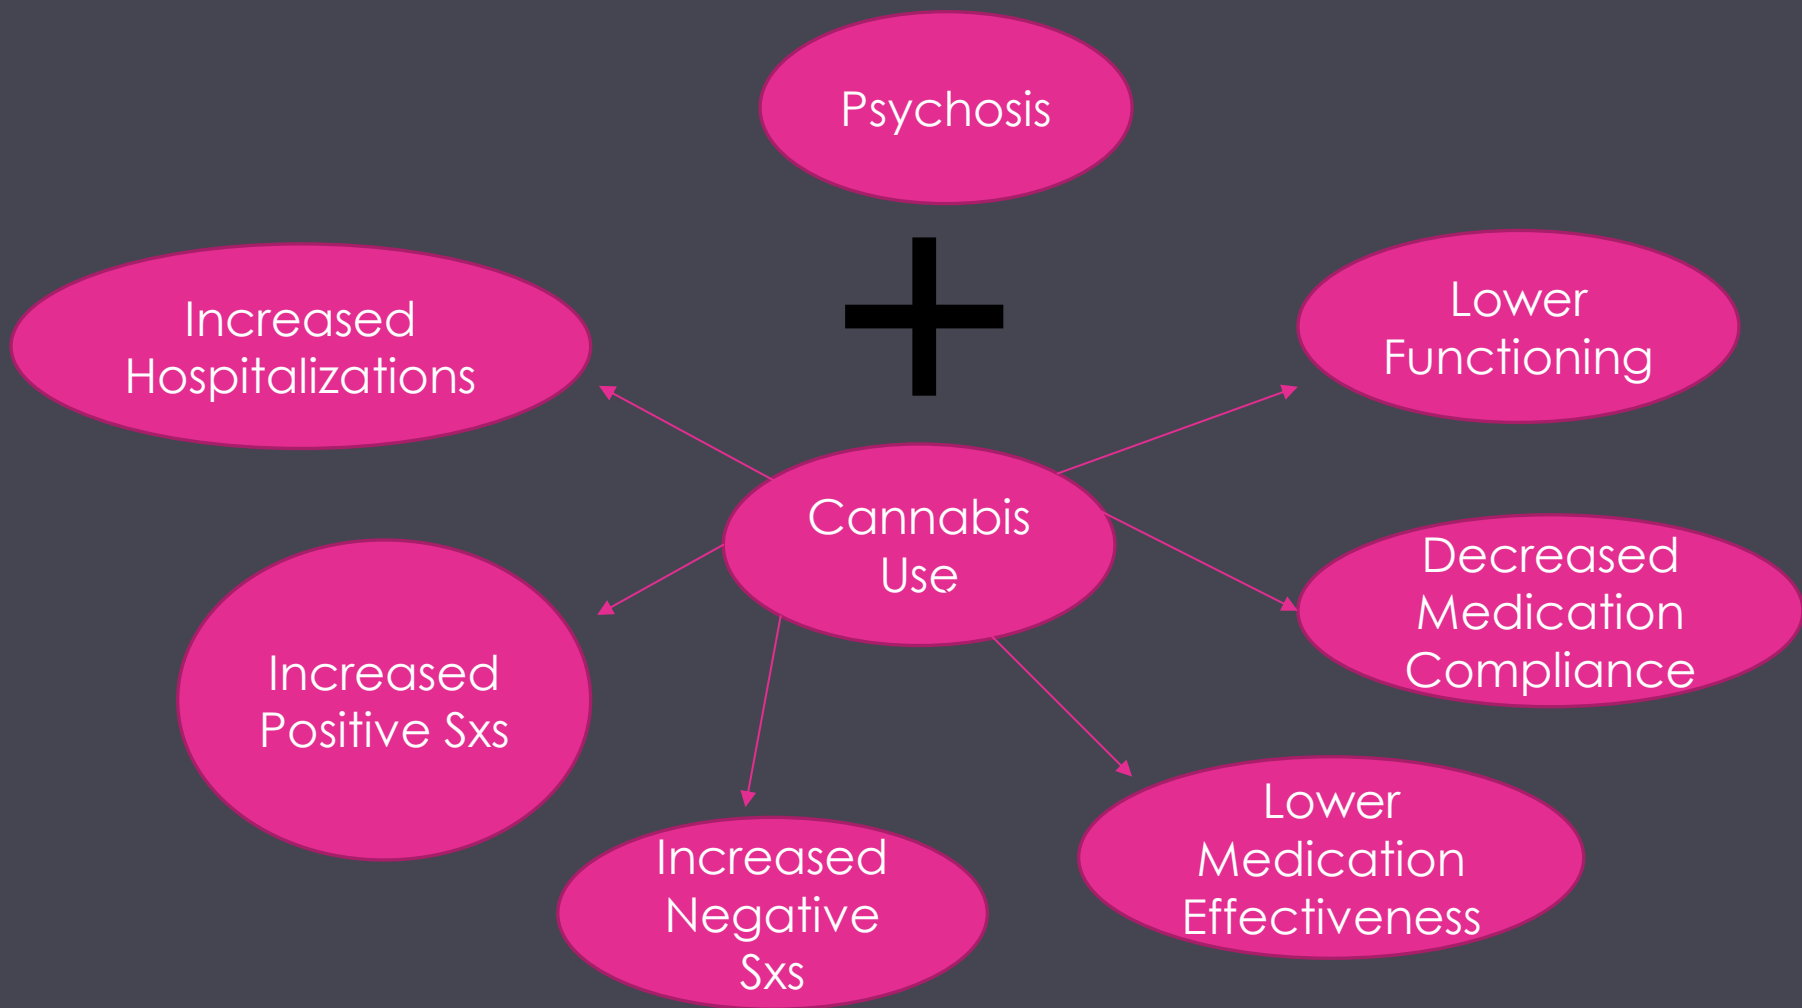 Psychosis
Increased
Hospitalizations
Lower
Functioning
Cannabis
Use
Increased
Positive Sxs
Decreased
Medication
Compliance
Increased
Negative
Sxs
Lower
Medication
Effectiveness